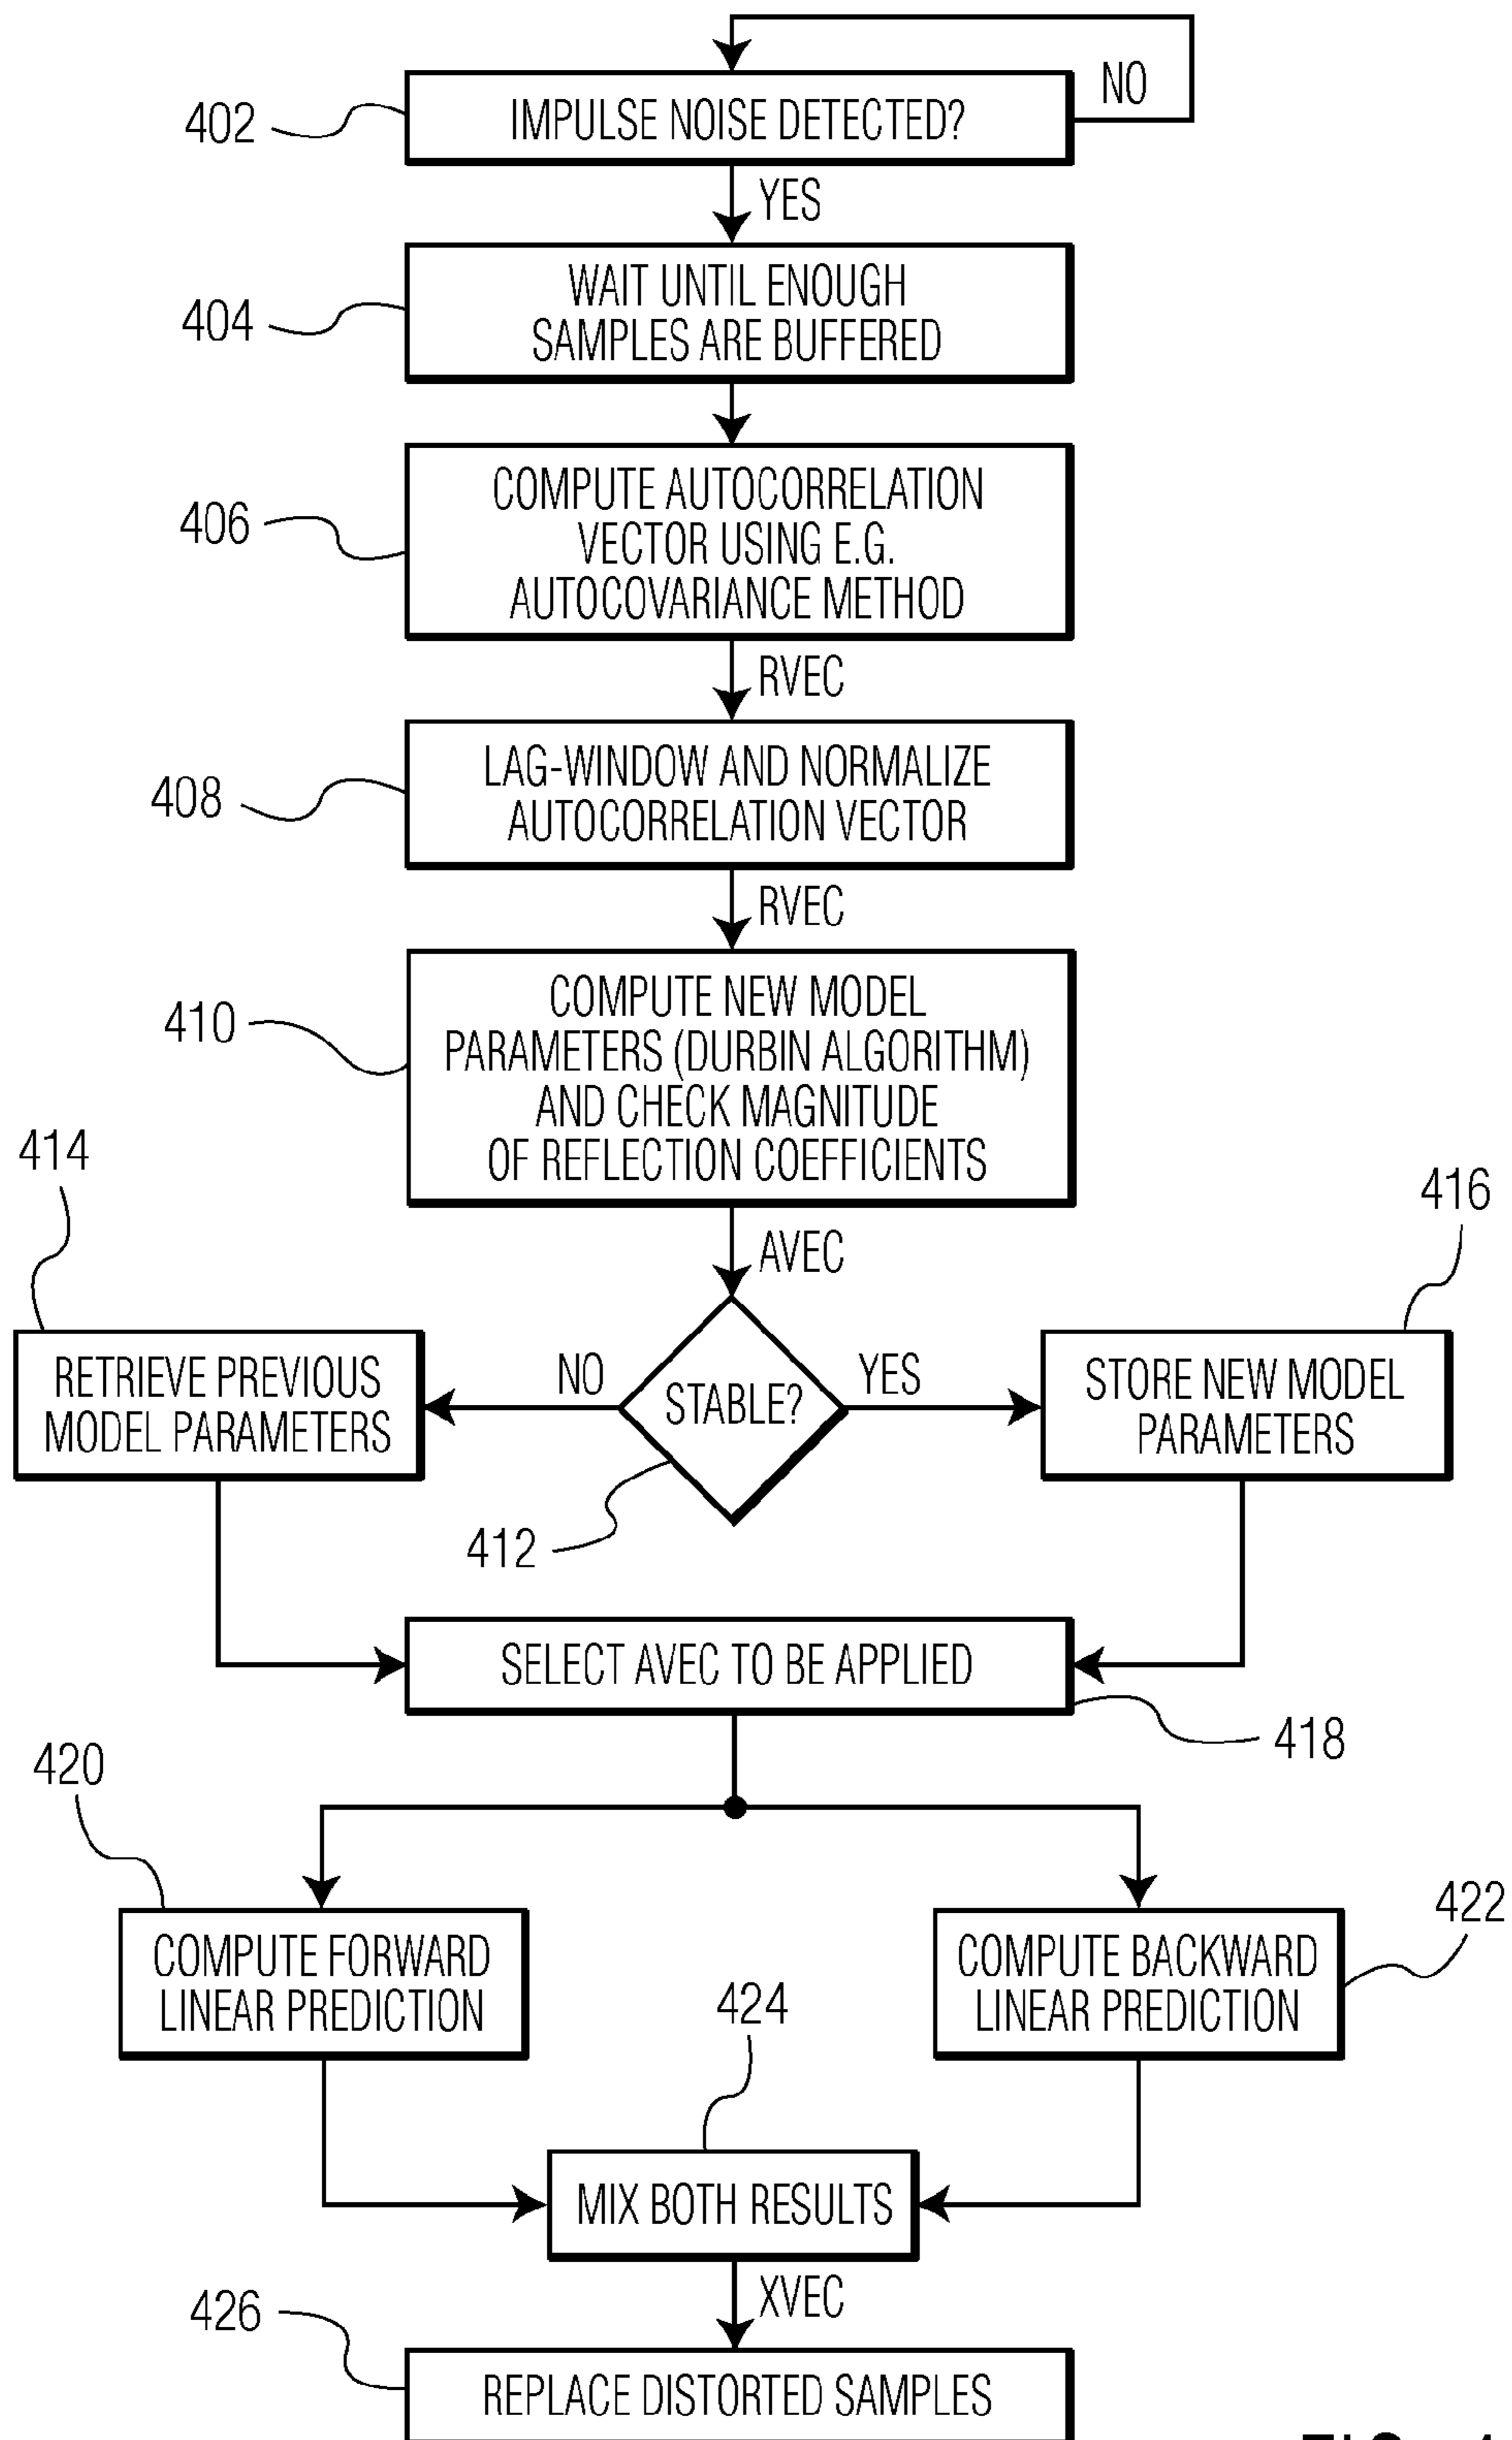 NO
402
IMPULSE NOISE DETECTED?
YES
404
WAIT UNTIL ENOUGH
SAMPLES ARE BUFFERED
406
COMPUTE AUTOCORRELATION
VECTOR USING E.G.
AUTOCOVARIANCE METHOD
RVEC
408
LAG-WINDOW AND NORMALIZE
AUTOCORRELATION VECTOR
RVEC
410
COMPUTE NEW MODEL
PARAMETERS (DURBIN ALGORITHM)
AND CHECK MAGNITUDE
OF REFLECTION COEFFICIENTS
AVEC
414
RETRIEVE PREVIOUS
MODEL PARAMETERS
NO
STABLE?
YES
412
416
STORE NEW MODEL
PARAMETERS
SELECT AVEC TO BE APPLIED
418
420
COMPUTE FORWARD
LINEAR PREDICTION
422
COMPUTE BACKWARD
LINEAR PREDICTION
424
MIX BOTH RESULTS
XVEC
426
REPLACE DISTORTED SAMPLES